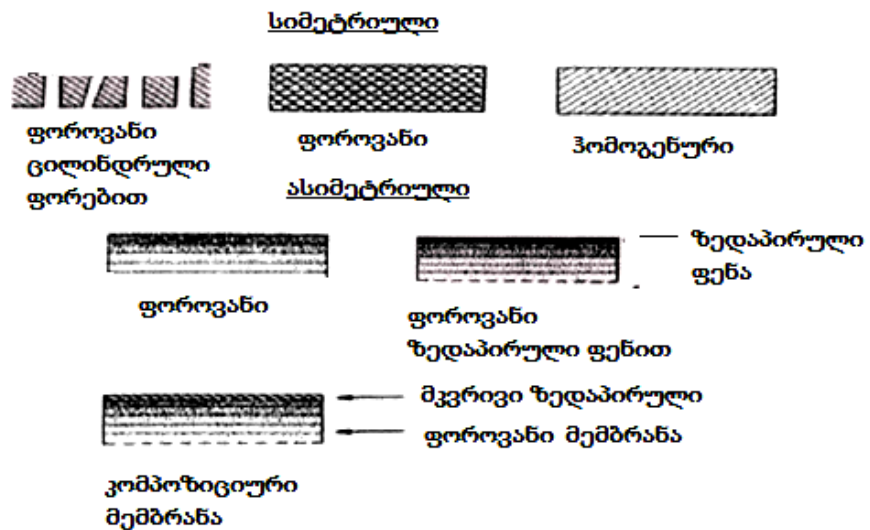 სიმეტრიული
ფოროვანი
ცილინდრული
ფორებით
ფოროვანი
ჰომოგენური
ასიმეტრიული
ფოროვანი
ფოროვანი
ზედაპირული ფენით
ზედაპირული
ფენა
მკვრივი ზედაპირული
ფოროვანი მემბრანა
კომპოზიციური
მემბრანა